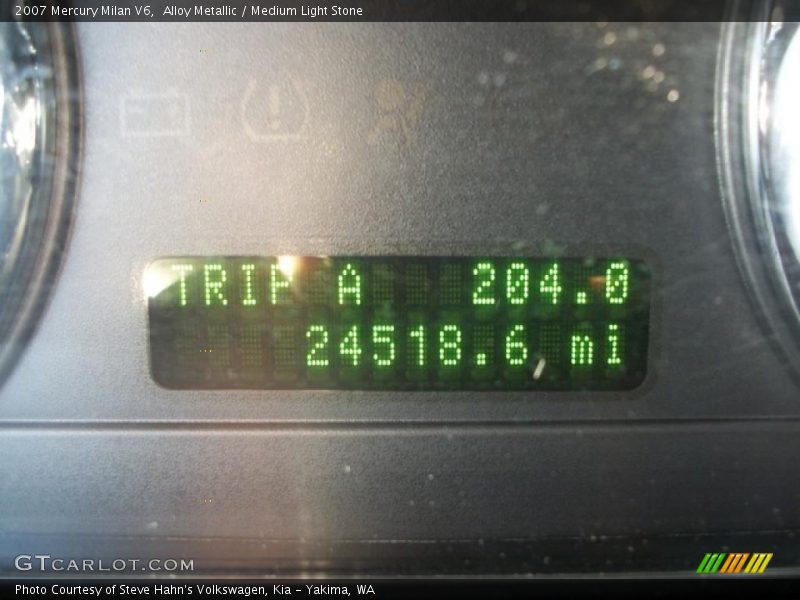 2007 Mercury Milan V6,  Alloy Metallic / Medium Light Stone
TRIP A 204.0
24518.6 mi
GTCARLOT.COM
Photo Courtesy of Steve Hahn's Volkswagen, Kia - Yakima, WA